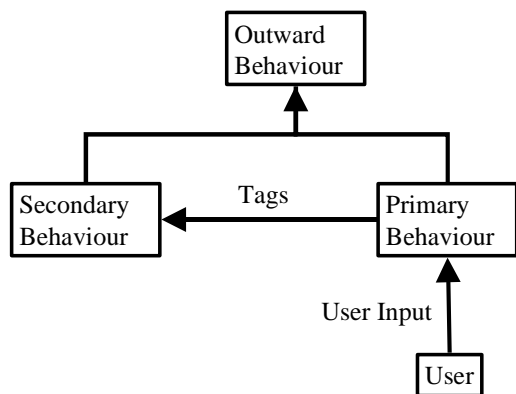 Outward
Behaviour
Tags
Secondary
Behaviour
Primary
Behaviour
User Input
User